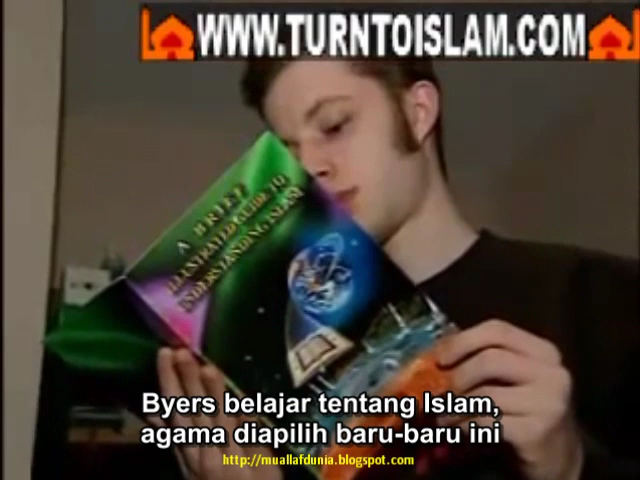 WWW.TURNTOISLAM.COM
A BRIEF
ILLUSTRATED GUIDE TO
UNDERSTANDING ISLAM
Byers belajar tentang Islam,
agama diapilih baru-baru ini
http://muallafdunia.blogspot.com